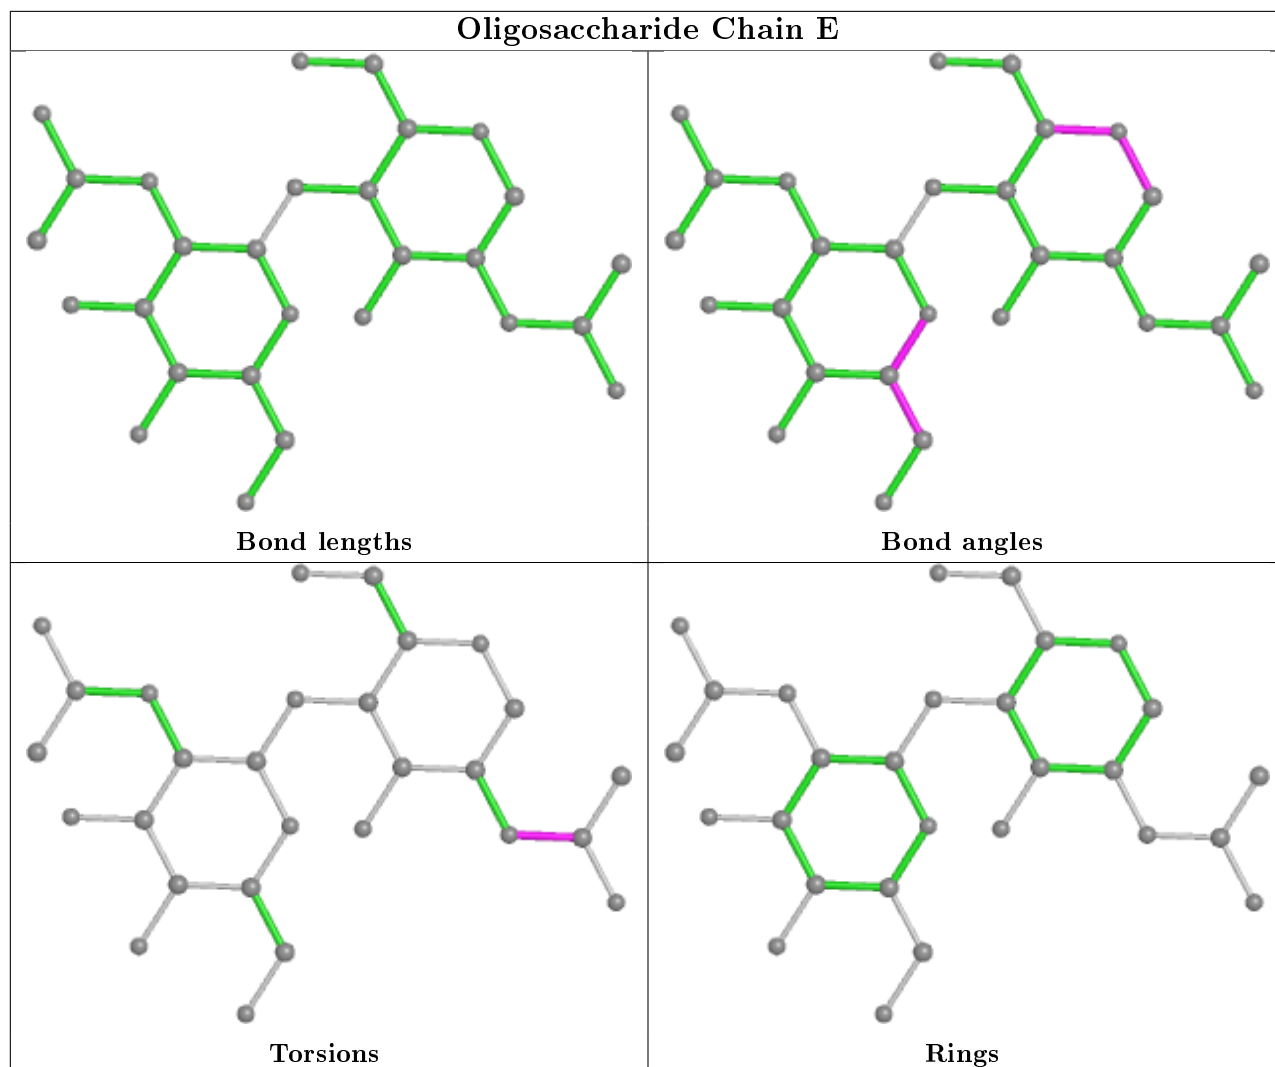 Oligosaccharide Chain E
Bond lengths
Bond angles
Torsions
Rings